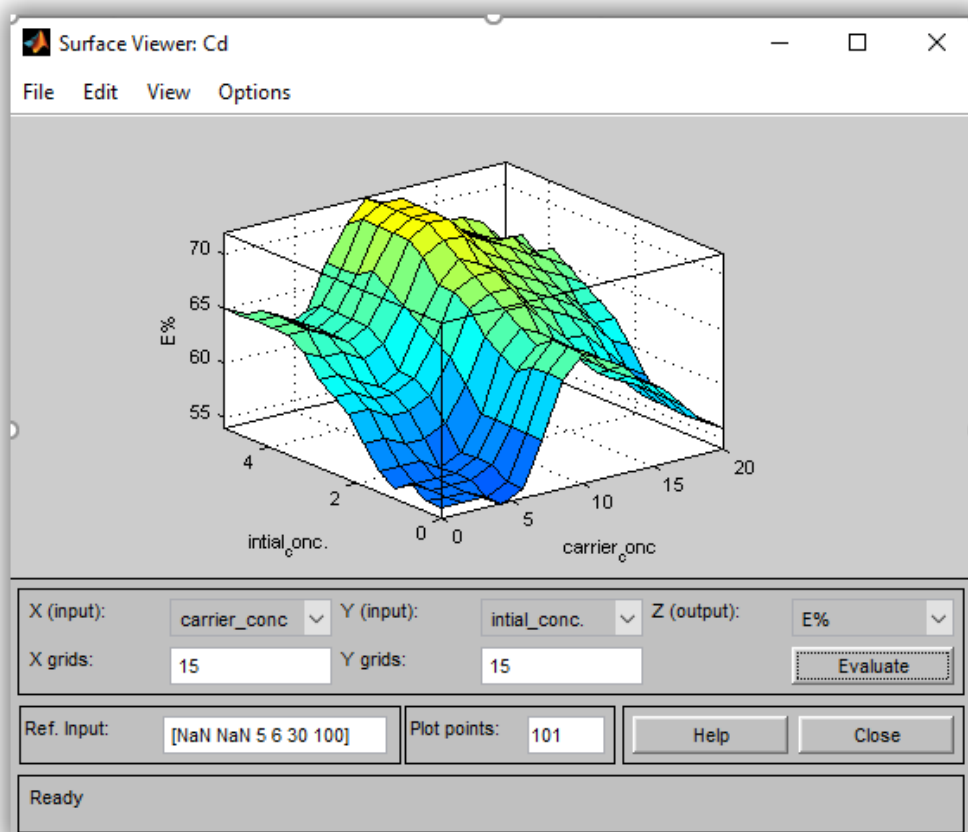 Surface Viewer: Cd
File Edit View Options
70
65
60
55
E%
4
2
0
0
5
10
15
20
intial_conc.
carrier_conc
X (input): carrier_conc Y (input): intial_conc. Z (output): E%
X grids: 15 Y grids: 15 Evaluate
Ref. Input: [NaN NaN 5 6 30 100] Plot points: 101 Help Close
Ready